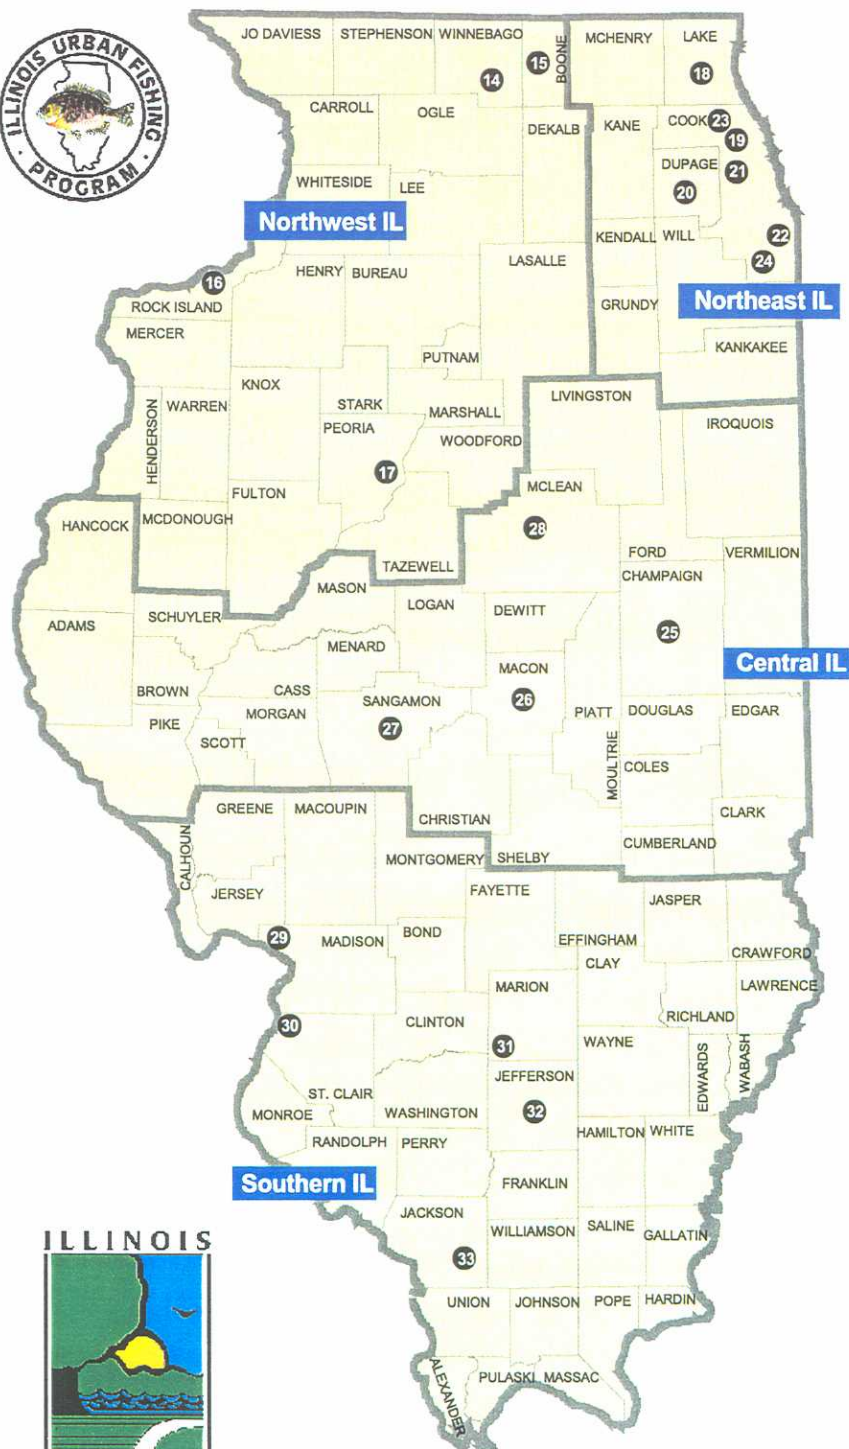 ILLINOIS URBAN FISHING
· PROGRAM ·
JO DAVIESS
STEPHENSON
WINNEBAGO
BOONE
MCHENRY
LAKE
14
15
18
CARROLL
OGLE
DEKALB
KANE
COOK
23
19
WHITESIDE
LEE
DUPAGE
20
21
Northwest IL
KENDALL
WILL
22
24
16
ROCK ISLAND
HENRY
BUREAU
LASALLE
GRUNDY
Northeast IL
MERCER
PUTNAM
KANKAKEE
KNOX
STARK
MARSHALL
LIVINGSTON
HENDERSON
WARREN
PEORIA
WOODFORD
IROQUOIS
17
FULTON
MCLEAN
HANCOCK
MCDONOUGH
28
TAZEWELL
FORD
VERMILION
MASON
CHAMPAIGN
ADAMS
SCHUYLER
LOGAN
DEWITT
25
MENARD
MACON
Central IL
BROWN
CASS
SANGAMON
26
PIKE
MORGAN
27
PIATT
DOUGLAS
EDGAR
SCOTT
MOULTRIE
COLES
GREENE
MACOUPIN
CHRISTIAN
CLARK
CALHOUN
MONTGOMERY
SHELBY
CUMBERLAND
JERSEY
FAYETTE
JASPER
29
MADISON
BOND
EFFINGHAM
CRAWFORD
CLAY
MARION
LAWRENCE
30
CLINTON
RICHLAND
31
WAYNE
EDWARDS
WABASH
ST. CLAIR
JEFFERSON
MONROE
WASHINGTON
32
RANDOLPH
PERRY
HAMILTON
WHITE
Southern IL
FRANKLIN
JACKSON
WILLIAMSON
SALINE
GALLATIN
33
ILLINOIS
UNION
JOHNSON
POPE
HARDIN
ALEXANDER
PULASKI
MASSAC